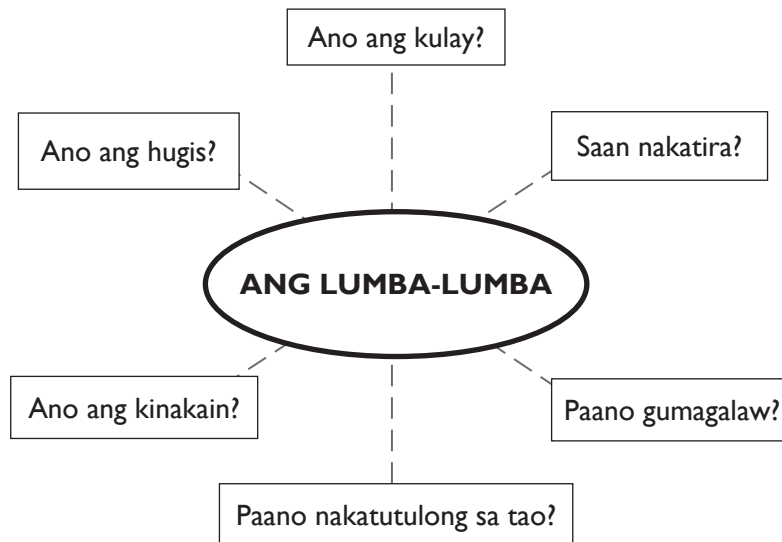 Ano ang kulay?
Ano ang hugis?
Saan nakatira?
ANG LUMBA-LUMBA
Ano ang kinakain?
Paano gumagalaw?
Paano nakatutulong sa tao?